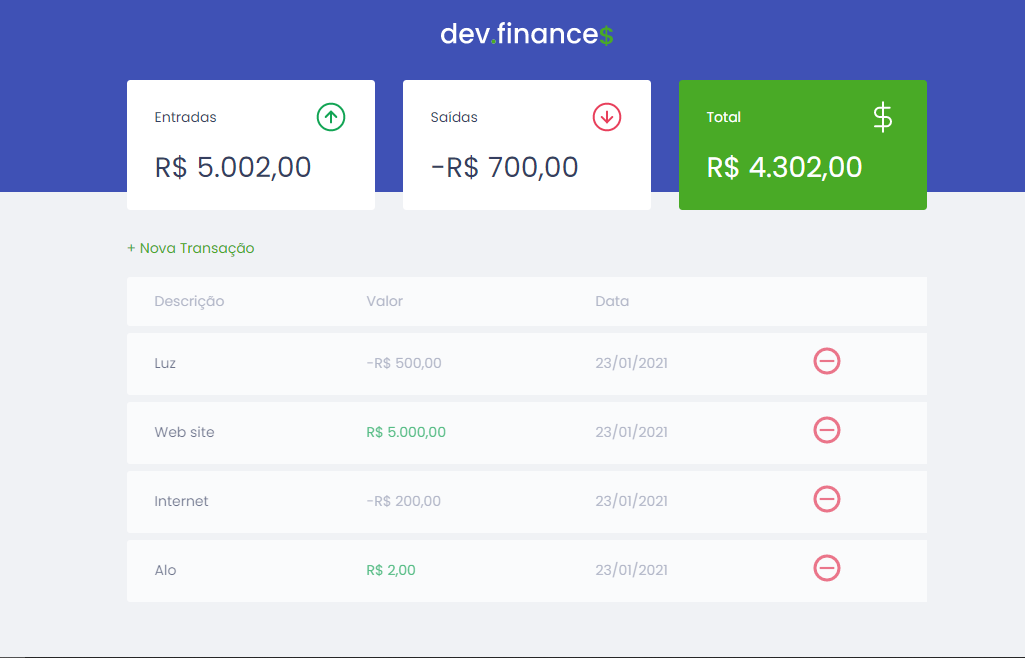 dev.finance$
Entradas
R$ 5.002,00
Saídas
-R$ 700,00
Total
$
R$ 4.302,00
+ Nova Transação
Descrição Valor Data
Luz -R$ 500,00 23/01/2021
Web site R$ 5.000,00 23/01/2021
Internet -R$ 200,00 23/01/2021
Alo R$ 2,00 23/01/2021